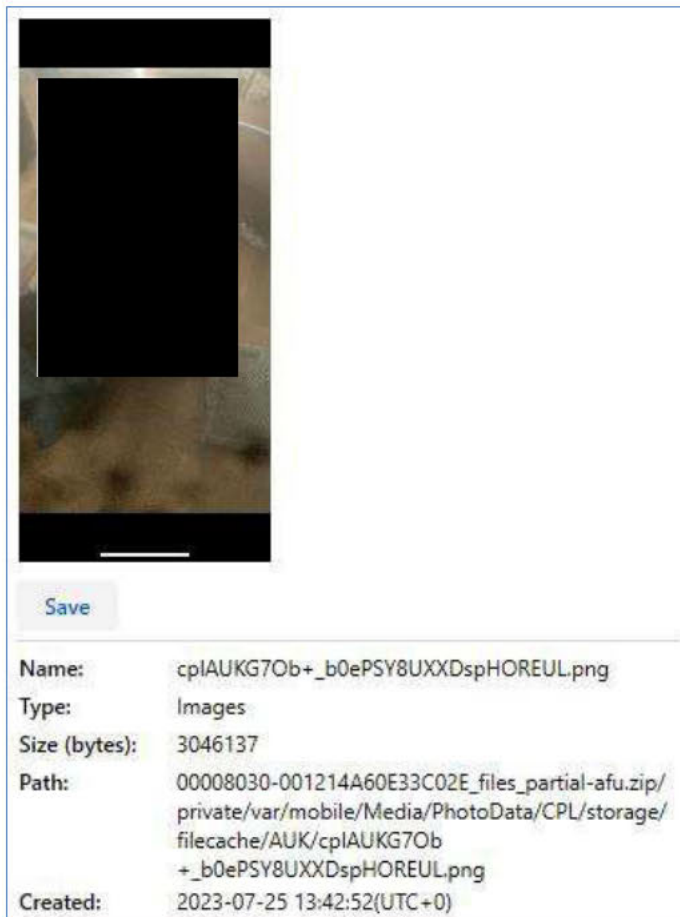 Save
Name: cplAUKG7Ob+_b0ePSY8UXXDspHOREUL.png
Type: Images
Size (bytes): 3046137
Path: 00008030-001214A60E33C02E_files_partial-afu.zip/
private/var/mobile/Media/PhotoData/CPL/storage/
filecache/AUK/cplAUKG7Ob
+_b0ePSY8UXXDspHOREUL.png
Created: 2023-07-25 13:42:52(UTC+0)